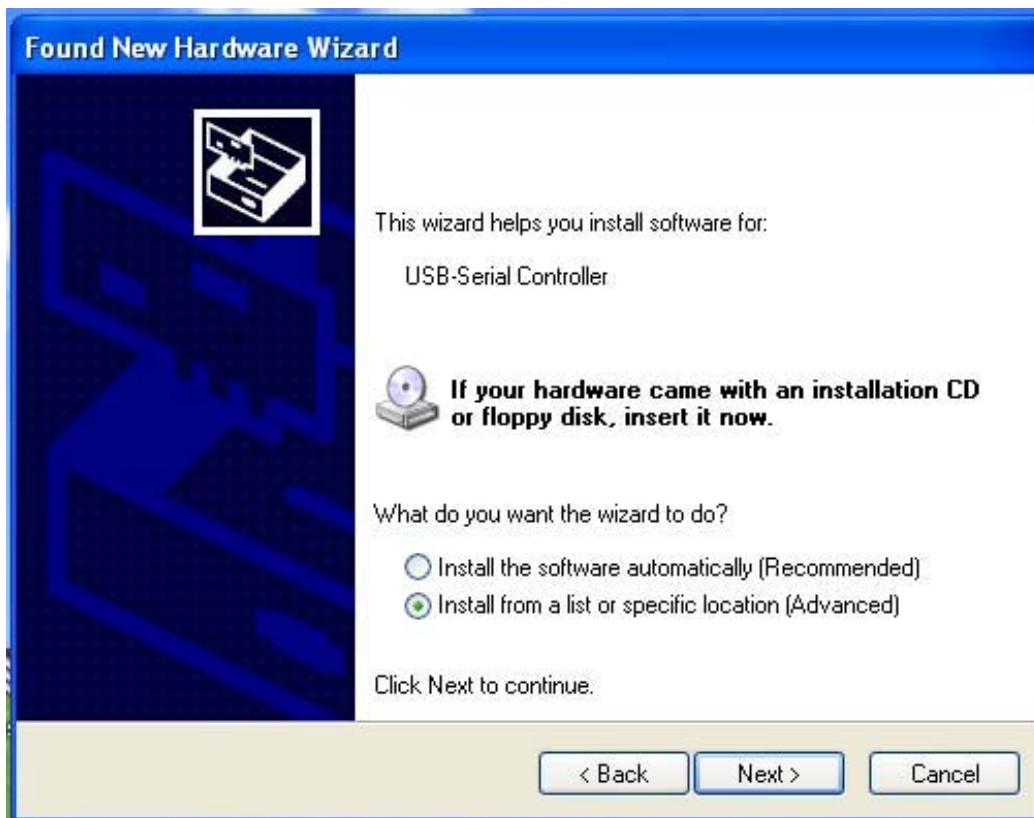 Found New Hardware Wizard
This wizard helps you install software for:
USB-Serial Controller
If your hardware came with an installation CD
or floppy disk, insert it now.
What do you want the wizard to do?
Install the software automatically (Recommended)
Install from a list or specific location (Advanced)
Click Next to continue.
< Back
Next >
Cancel